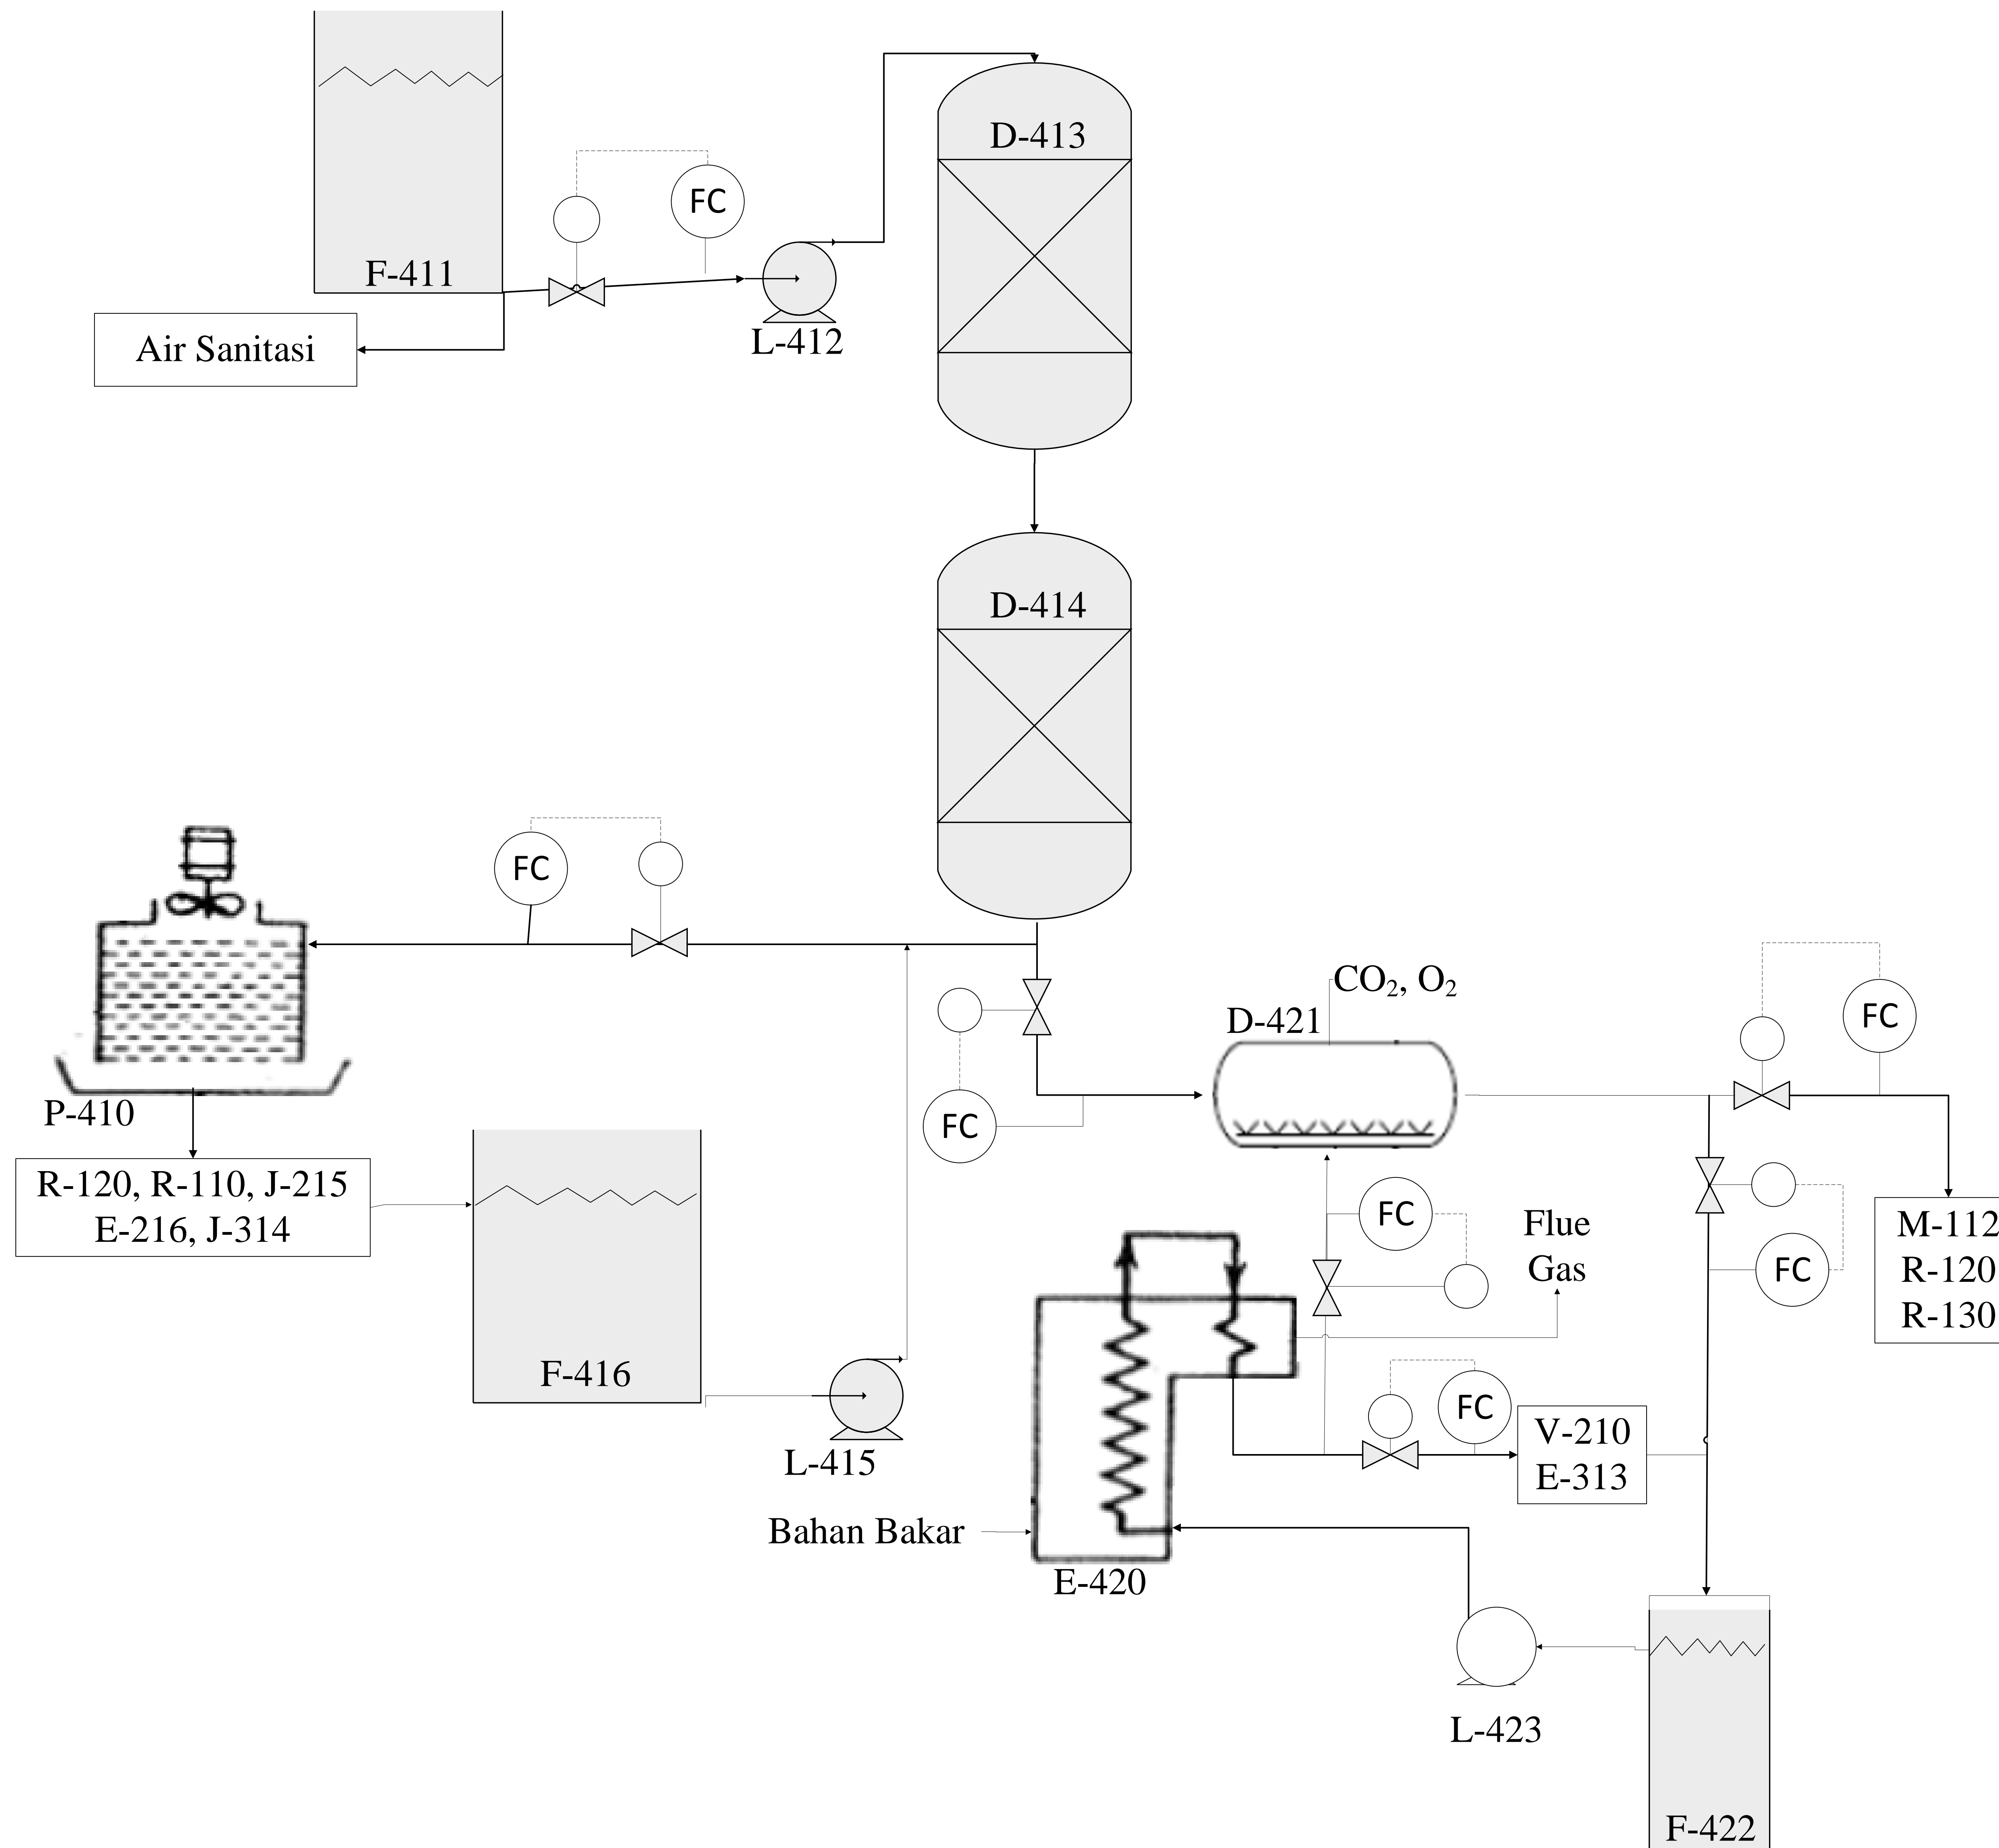 D-413
FC
F-411
L-412
Air Sanitasi
D-414
FC
CO₂, O₂
D-421
FC
P-410
FC
R-120, R-110, J-215
E-216, J-314
FC
Flue
Gas
M-112
R-120
R-130
FC
F-416
FC
V-210
E-313
L-415
Bahan Bakar
E-420
L-423
F-422